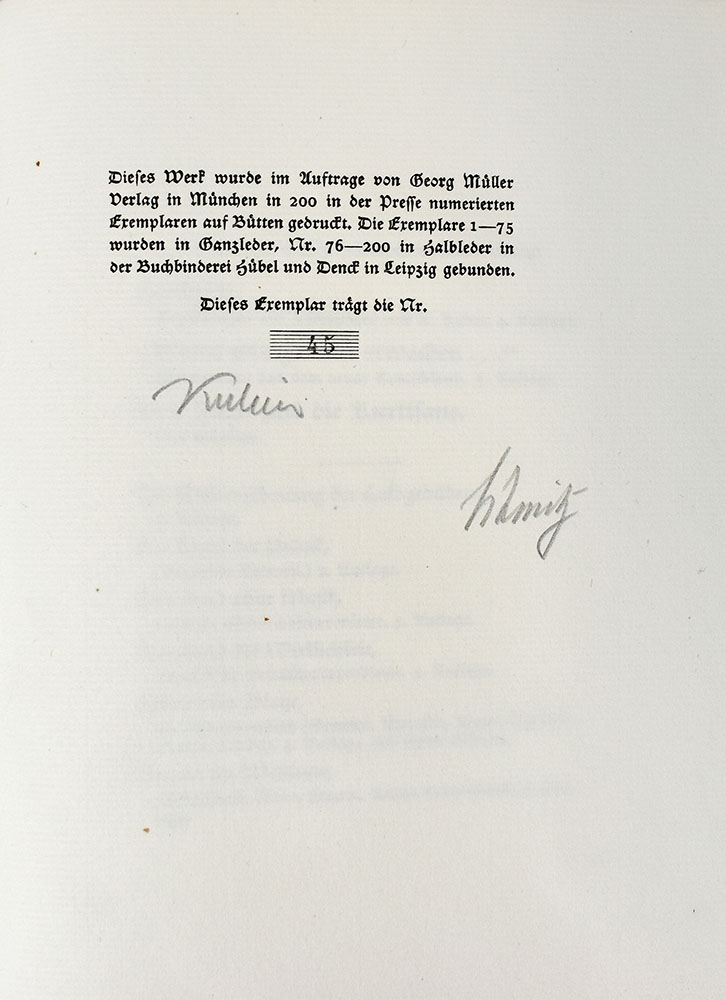 Dieses Werk wurde im Auftrage von Georg Müller
Verlag in München in 200 in der Presse numerierten
Exemplaren auf Bütten gedruckt. Die Exemplare 1—75
wurden in Ganzleder, Nr. 76—200 in Halbleder in
der Buchbinderei Hübel und Denck in Leipzig gebunden.
Dieses Exemplar trägt die Nr.
45